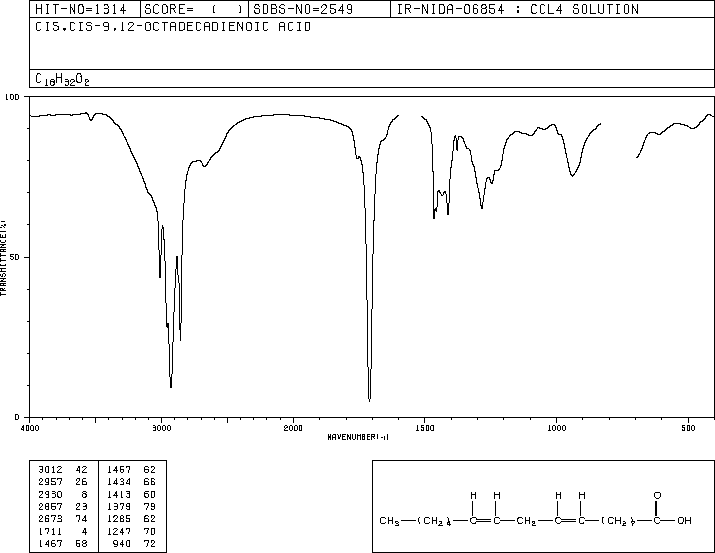 HIT-NO=1314 SCORE= ( ) SDBS-NO=2549 IR-NIDA-06854 : CCL4 SOLUTION
CIS,CIS-9,12-OCTADECADIENOIC ACID
C18H32O2
100
50
0
TRANSMITTANCE(%)
4000 3000 2000 1500 1000 500
WAVENUMBER(-1)
3012 42 1457 62
2957 26 1434 66
2930 8 1413 60
2857 23 1379 79
2673 74 1285 62
1711 4 1247 70
1467 68 940 72
H H H H O
CH3-(CH2)4-C=C-CH2-C=C-(CH2)7-C-OH